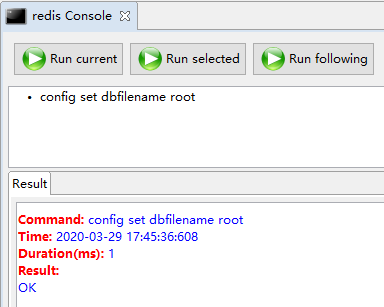 redis Console
Run current
Run selected
Run following
• config set dbfilename root
Result
Command: config set dbfilename root
Time: 2020-03-29 17:45:36:608
Duration(ms): 1
Result:
OK